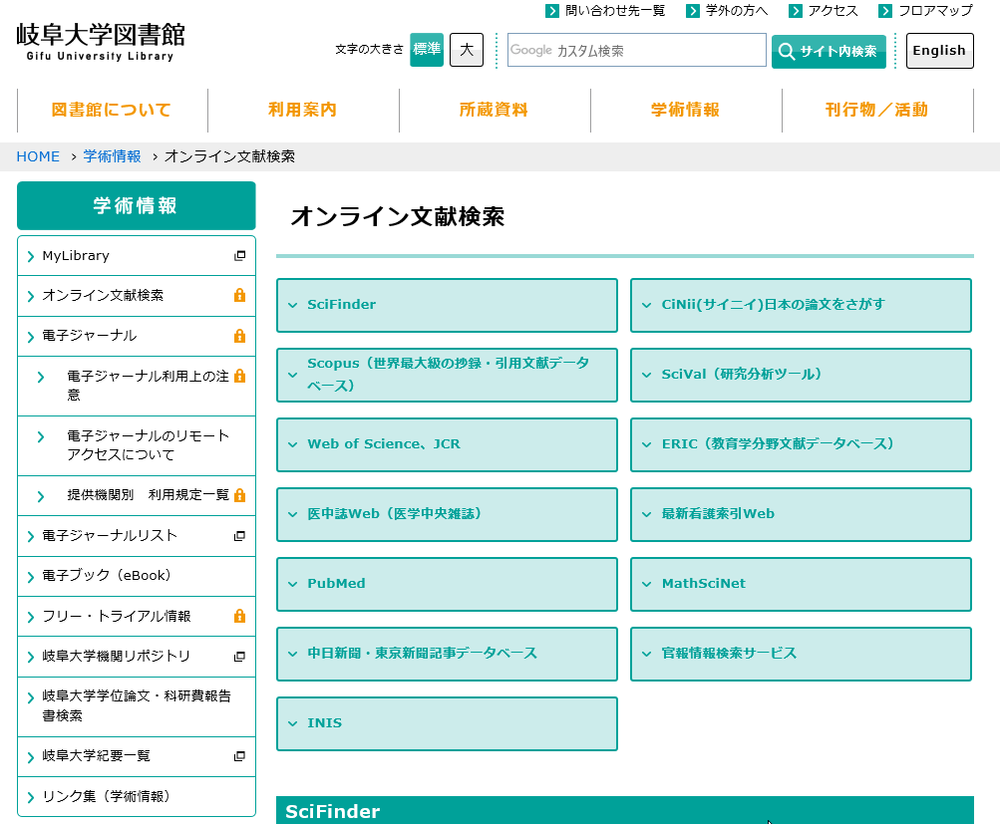 問い合わせ先一覧 学外の方へ アクセス フロアマップ
岐阜大学図書館
Gifu University Library
文字の大きさ 標準 大 Google カスタム検索 サイト内検索 English
図書館について 利用案内 所蔵資料 学術情報 刊行物／活動
HOME › 学術情報 › オンライン文献検索
学術情報
MyLibrary
オンライン文献検索
電子ジャーナル
電子ジャーナル利用上の注
意
電子ジャーナルのリモート
アクセスについて
提供機関別　利用規定一覧
電子ジャーナルリスト
電子ブック（eBook）
フリー・トライアル情報
岐阜大学機関リポジトリ
岐阜大学学位論文・科研費報告
書検索
岐阜大学紀要一覧
リンク集（学術情報）
オンライン文献検索
SciFinder
CiNii(サイニイ)日本の論文をさがす
Scopus（世界最大級の抄録・引用文献データ
ベース）
SciVal（研究分析ツール）
Web of Science、JCR
ERIC（教育学分野文献データベース）
医中誌Web（医学中央雑誌）
最新看護索引Web
PubMed
MathSciNet
中日新聞・東京新聞記事データベース
官報情報検索サービス
INIS
SciFinder